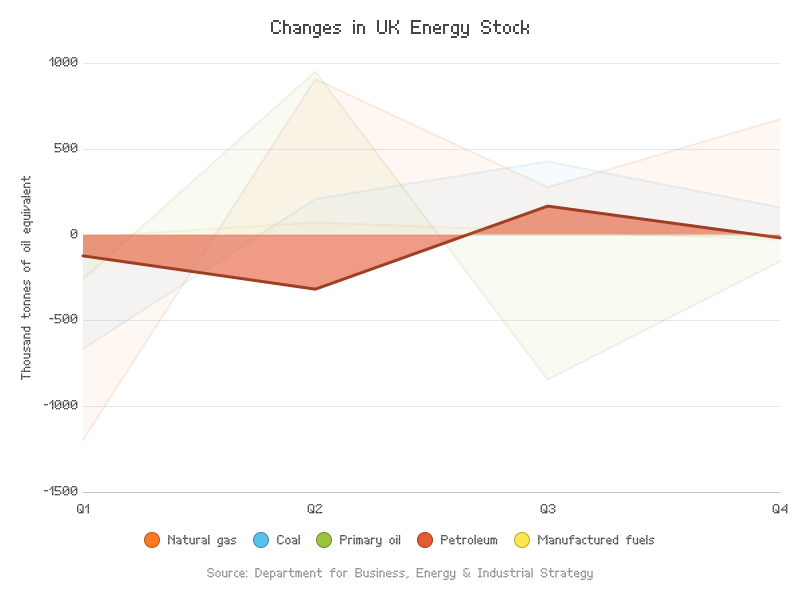 Changes in UK Energy Stock
Thousand tonnes of oil equivalent
1000
500
0
-500
-1000
-1500
Q1 Q2 Q3 Q4
Natural gas Coal Primary oil Petroleum Manufactured fuels
Source: Department for Business, Energy & Industrial Strategy